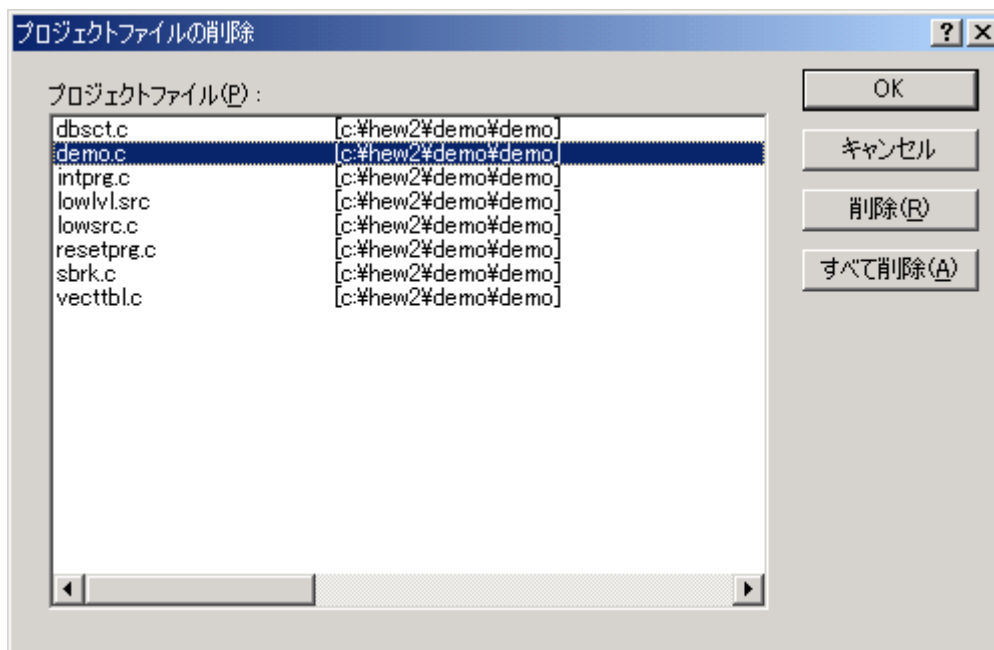 プロジェクトファイルの削除
プロジェクトファイル(P):
dbsct.c [c:¥hew2¥demo¥demo]
demo.c [c:¥hew2¥demo¥demo]
intprg.c [c:¥hew2¥demo¥demo]
lowlvl.src [c:¥hew2¥demo¥demo]
lowsrc.c [c:¥hew2¥demo¥demo]
resetprg.c [c:¥hew2¥demo¥demo]
sbrk.c [c:¥hew2¥demo¥demo]
vecttbl.c [c:¥hew2¥demo¥demo]
OK
キャンセル
削除(R)
すべて削除(A)